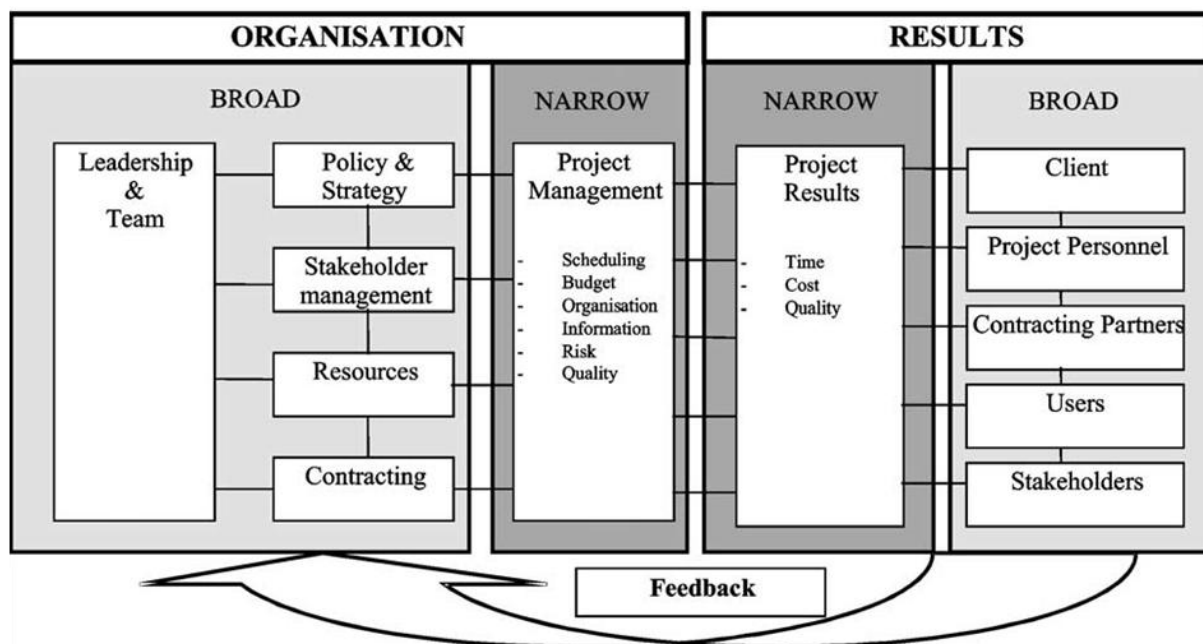 ORGANISATION
BROAD
Leadership
&
Team
Policy &
Strategy
Stakeholder
management
Resources
Contracting
NARROW
Project
Management
- Scheduling
- Budget
- Organisation
- Information
- Risk
- Quality
RESULTS
NARROW
Project
Results
- Time
- Cost
- Quality
BROAD
Client
Project Personnel
Contracting Partners
Users
Stakeholders
Feedback